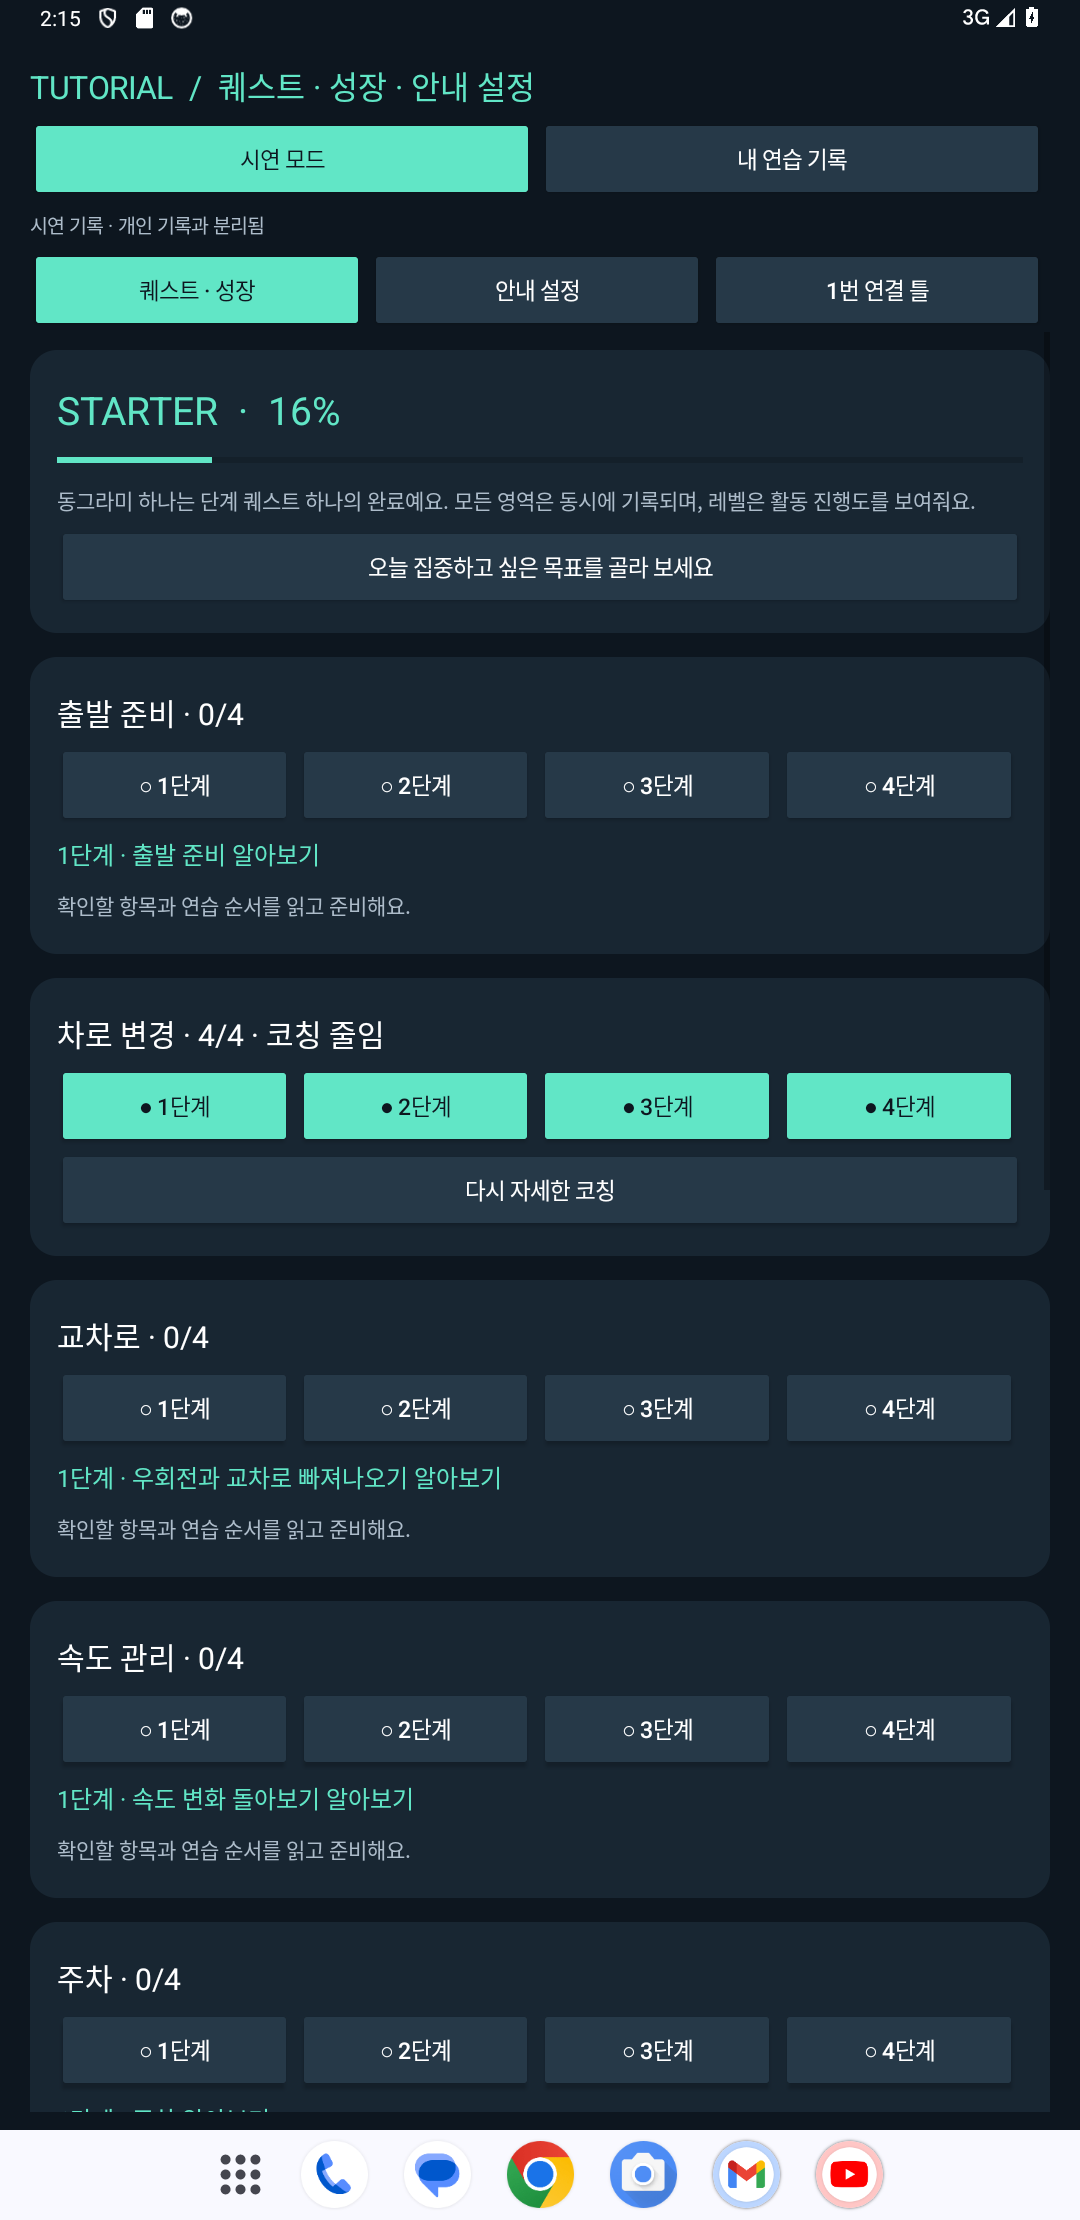 2:15
3G
TUTORIAL / 퀘스트 · 성장 · 안내 설정
시연 모드
내 연습 기록
시연 기록 · 개인 기록과 분리됨
퀘스트 · 성장
안내 설정
1번 연결 틀
STARTER · 16%
동그라미 하나는 단계 퀘스트 하나의 완료예요. 모든 영역은 동시에 기록되며, 레벨은 활동 진행도를 보여줘요.
오늘 집중하고 싶은 목표를 골라 보세요
출발 준비 · 0/4
○ 1단계
○ 2단계
○ 3단계
○ 4단계
1단계 · 출발 준비 알아보기
확인할 항목과 연습 순서를 읽고 준비해요.
차로 변경 · 4/4 · 코칭 줄임
● 1단계
● 2단계
● 3단계
● 4단계
다시 자세한 코칭
교차로 · 0/4
○ 1단계
○ 2단계
○ 3단계
○ 4단계
1단계 · 우회전과 교차로 빠져나오기 알아보기
확인할 항목과 연습 순서를 읽고 준비해요.
속도 관리 · 0/4
○ 1단계
○ 2단계
○ 3단계
○ 4단계
1단계 · 속도 변화 돌아보기 알아보기
확인할 항목과 연습 순서를 읽고 준비해요.
주차 · 0/4
○ 1단계
○ 2단계
○ 3단계
○ 4단계